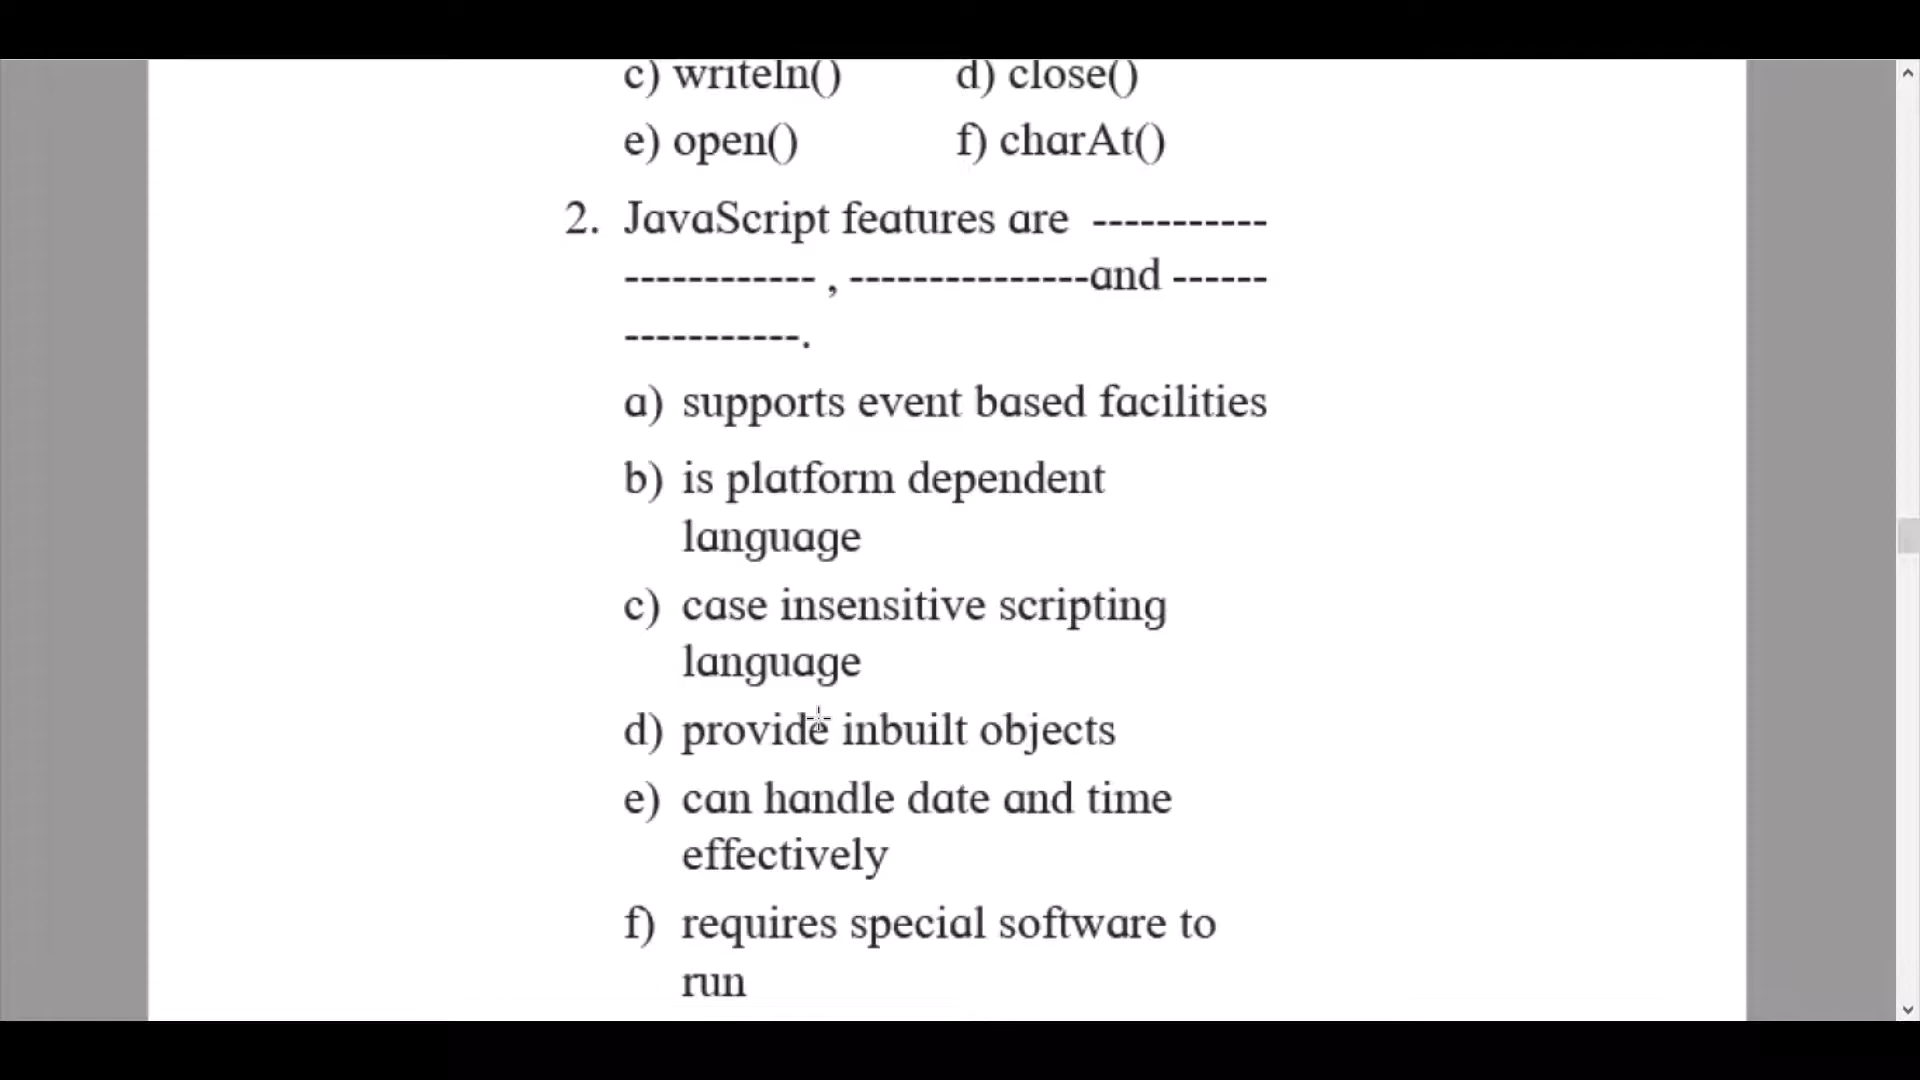 c) writeln() d) close()
e) open() f) charAt()
2. JavaScript features are -----------
------------ , ---------------and ------
-----------.
a) supports event based facilities
b) is platform dependent
language
c) case insensitive scripting
language
d) provide inbuilt objects
e) can handle date and time
effectively
f) requires special software to
run